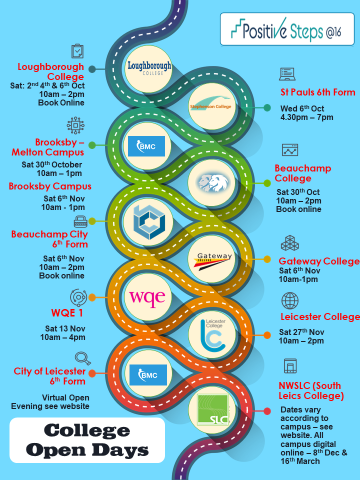 Positive Steps @16
Loughborough
College
Sat: 2nd 4th & 6th Oct
10am – 2pm
Book Online
Loughborough
COLLEGE
St Pauls 6th Form
Wed 6th Oct
4.30pm – 7pm
Stephenson College
Brooksby –
Melton Campus
Sat 30th October
10am – 1pm
Brooksby Campus
Sat 6th Nov
10am - 1pm
BMC
Beauchamp
College
Sat 30th Oct
10am – 2pm
Book online
Beauchamp City
6th Form
Sat 6th Nov
10am – 2pm
Book online
Gateway
Gateway College
Sat 6th Nov
10am-1pm
WQE 1
Sat 13 Nov
10am – 4pm
wqe
Leicester
College
Leicester College
Sat 27th Nov
10am – 2pm
City of Leicester
6th Form
Virtual Open
Evening see website
BMC
SLC
NWSLC (South
Leics College)
Dates vary
according to
campus – see
website. All
campus digital
online – 8th Dec &
16th March
College
Open Days